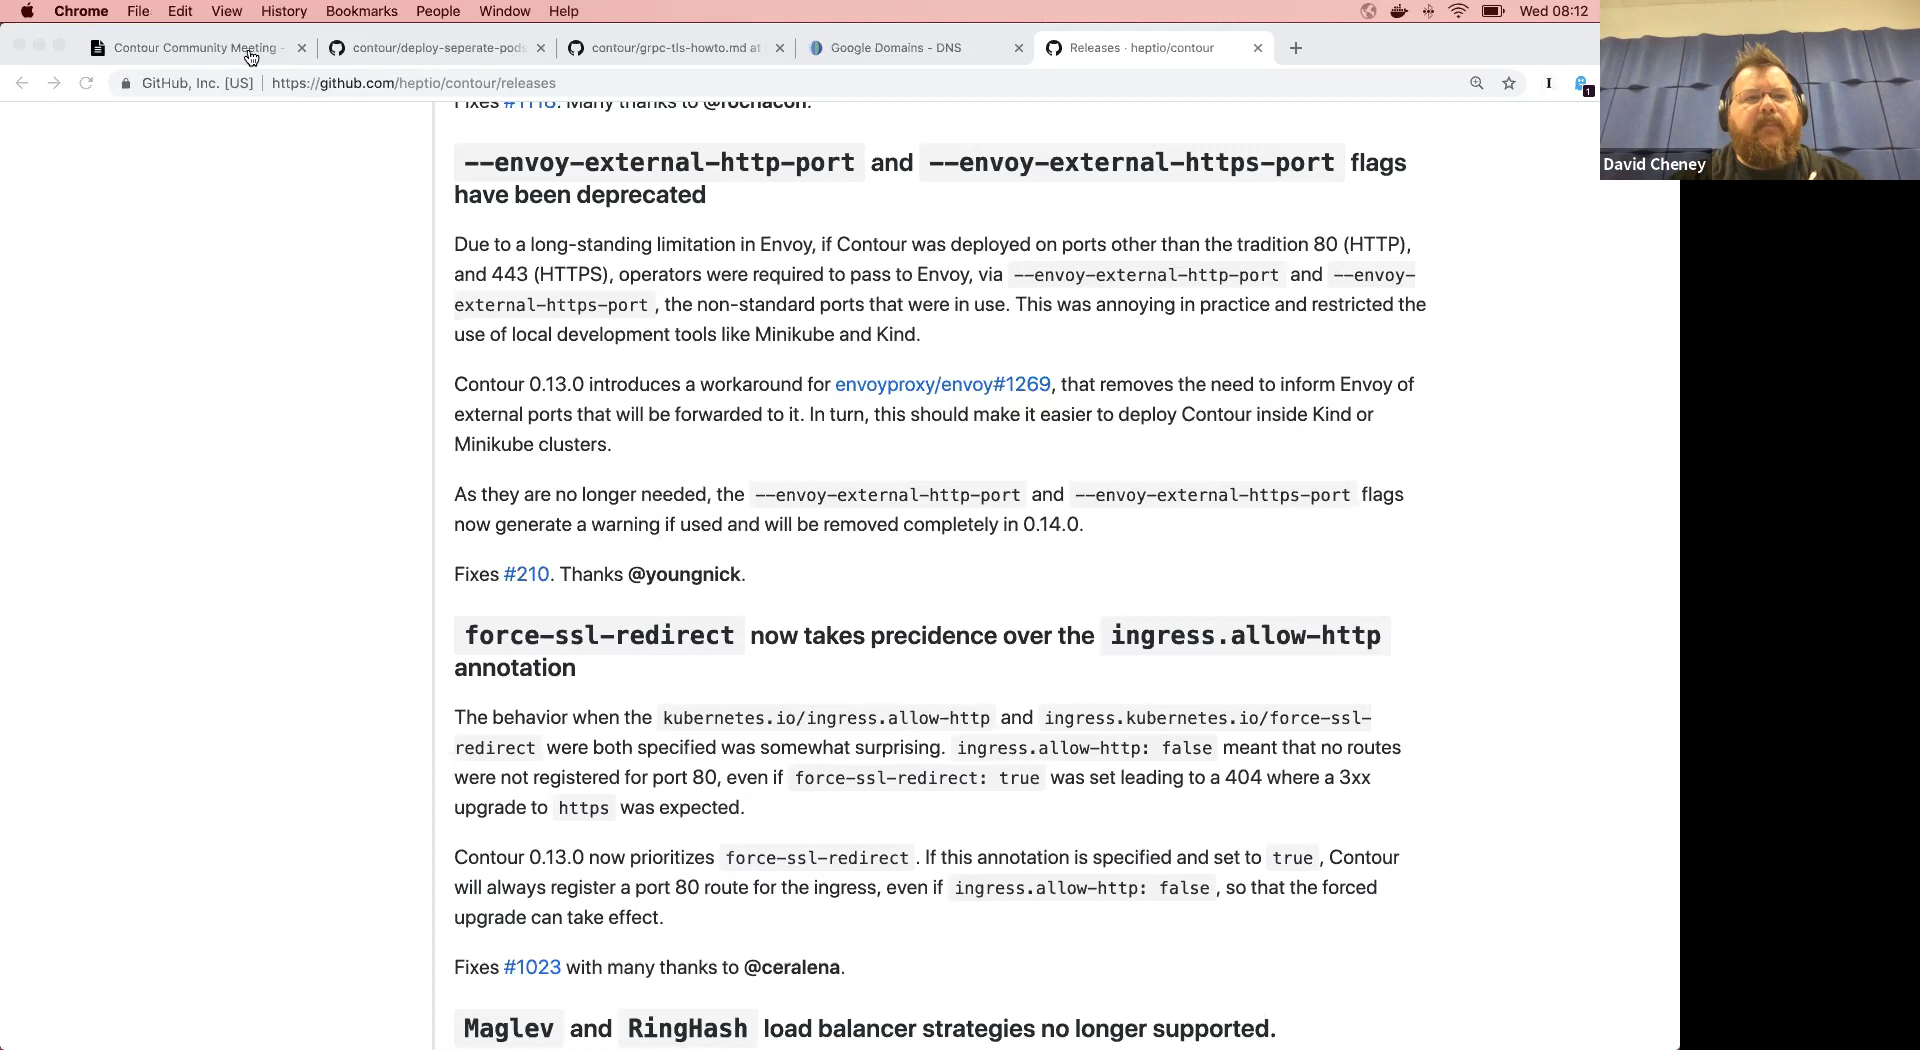 Chrome File Edit View History Bookmarks People Window Help Wed 08:12
Contour Community Meeting - contour/deploy-seperate-pods contour/grpc-tls-howto.md at Google Domains - DNS Releases · heptio/contour
GitHub, Inc. [US] https://github.com/heptio/contour/releases
David Cheney
Fixes #1118. Many thanks to @rochacon.
--envoy-external-http-port and --envoy-external-https-port flags
have been deprecated
Due to a long-standing limitation in Envoy, if Contour was deployed on ports other than the tradition 80 (HTTP),
and 443 (HTTPS), operators were required to pass to Envoy, via --envoy-external-http-port and --envoy-
external-https-port , the non-standard ports that were in use. This was annoying in practice and restricted the
use of local development tools like Minikube and Kind.
Contour 0.13.0 introduces a workaround for envoyproxy/envoy#1269, that removes the need to inform Envoy of
external ports that will be forwarded to it. In turn, this should make it easier to deploy Contour inside Kind or
Minikube clusters.
As they are no longer needed, the --envoy-external-http-port and --envoy-external-https-port flags
now generate a warning if used and will be removed completely in 0.14.0.
Fixes #210. Thanks @youngnick.
force-ssl-redirect now takes precidence over the ingress.allow-http
annotation
The behavior when the kubernetes.io/ingress.allow-http and ingress.kubernetes.io/force-ssl-
redirect were both specified was somewhat surprising. ingress.allow-http: false meant that no routes
were not registered for port 80, even if force-ssl-redirect: true was set leading to a 404 where a 3xx
upgrade to https was expected.
Contour 0.13.0 now prioritizes force-ssl-redirect . If this annotation is specified and set to true , Contour
will always register a port 80 route for the ingress, even if ingress.allow-http: false , so that the forced
upgrade can take effect.
Fixes #1023 with many thanks to @ceralena.
Maglev and RingHash load balancer strategies no longer supported.